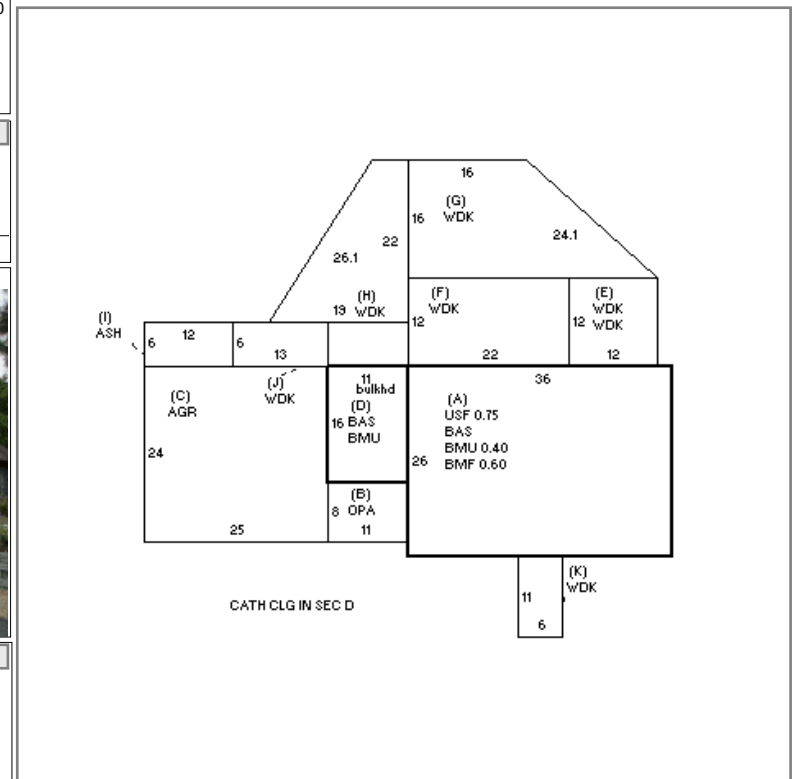 16
(G)
WDK
16
22
24.1
26.1
(H)
19 WDK
(F)
WDK
12
22
(E)
WDK
12 WDK
12
(I)
ASH
6
12
6
13
(J)
WDK
(C)
AGR
24
25
11
bulkhd
(D)
16 BAS
BMU
(B)
8 OPA
11
36
(A)
USF 0.75
BAS
BMU 0.40
26
BMF 0.60
(K)
WDK
11
6
CATH CLG IN SEC D